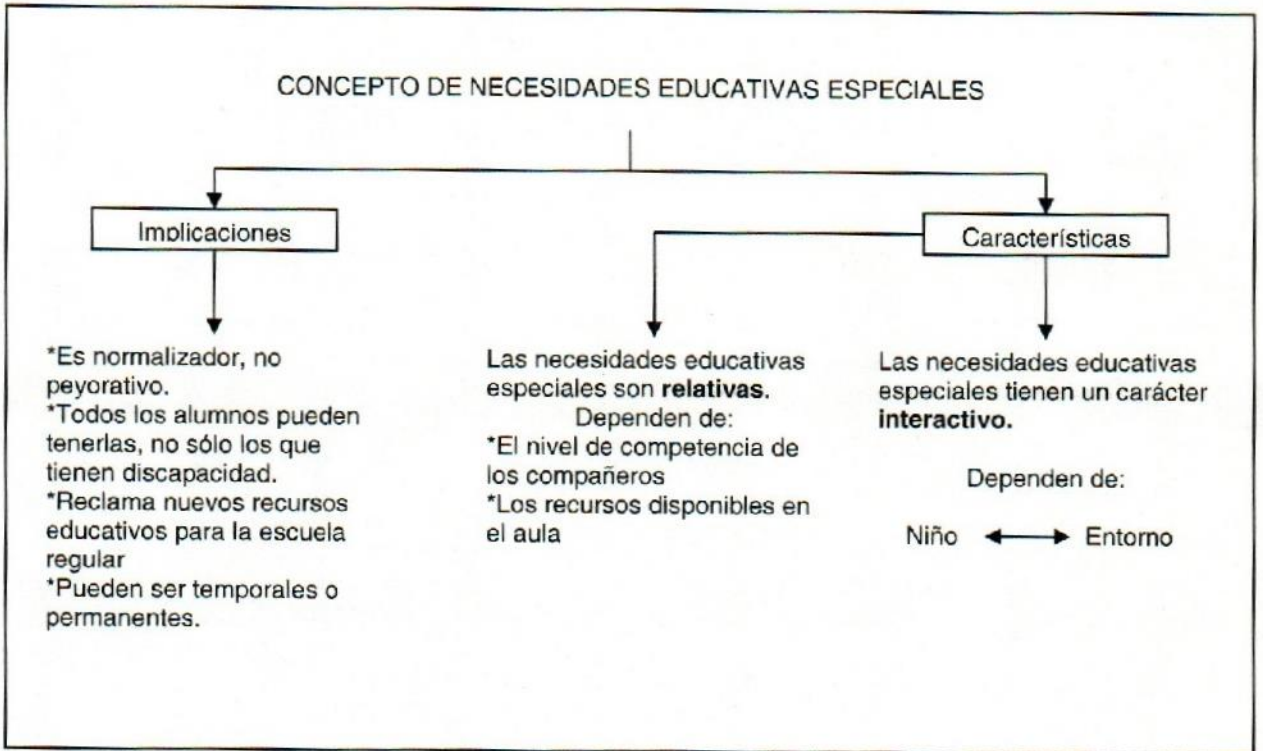 CONCEPTO DE NECESIDADES EDUCATIVAS ESPECIALES
Implicaciones
Características
*Es normalizador, no
peyorativo.
*Todos los alumnos pueden
tenerlas, no sólo los que
tienen discapacidad.
*Reclama nuevos recursos
educativos para la escuela
regular
*Pueden ser temporales o
permanentes.
Las necesidades educativas
especiales son relativas.
Dependen de:
*El nivel de competencia de
los compañeros
*Los recursos disponibles en
el aula
Las necesidades educativas
especiales tienen un carácter
interactivo.
Dependen de:
Niño Entorno